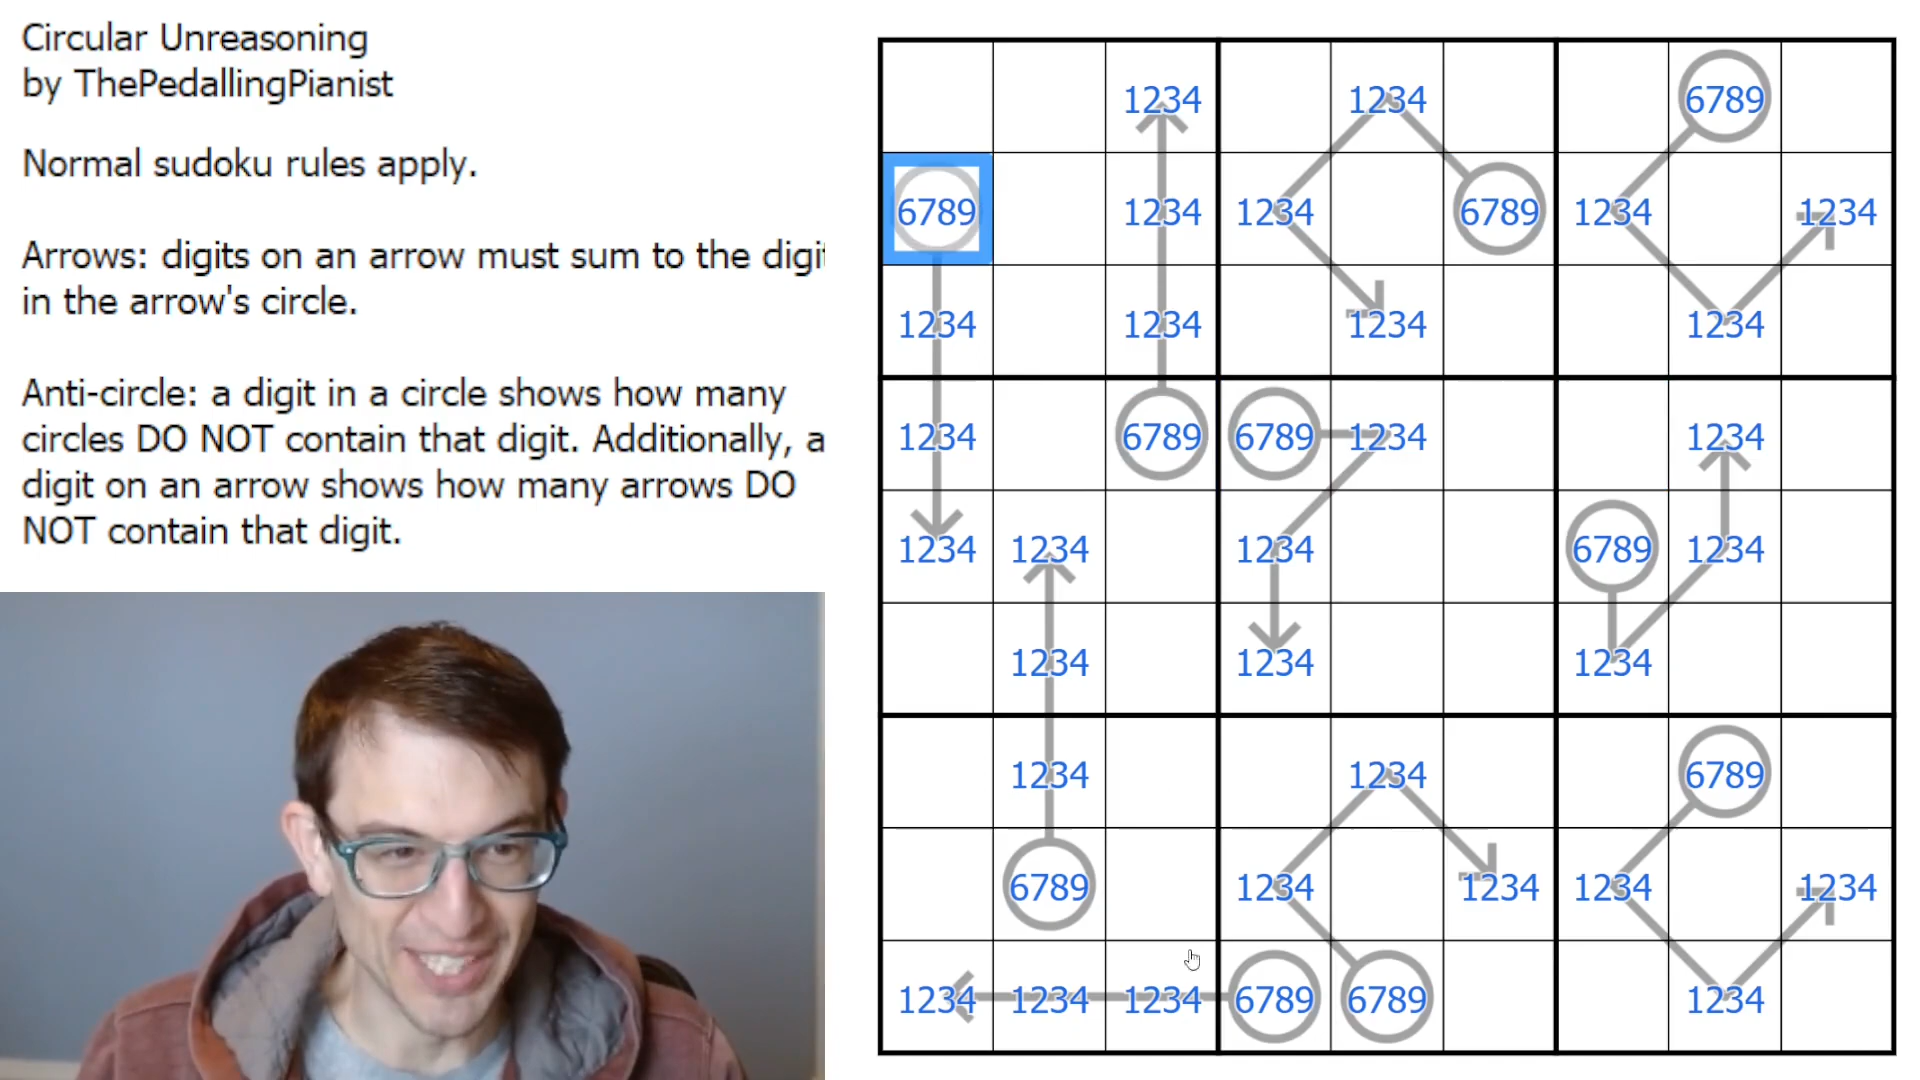 Circular Unreasoning
by ThePedallingPianist
Normal sudoku rules apply.
Arrows: digits on an arrow must sum to the digit
in the arrow's circle.
Anti-circle: a digit in a circle shows how many
circles DO NOT contain that digit. Additionally, a
digit on an arrow shows how many arrows DO
NOT contain that digit.
1234 1234 6789
6789 1234 1234 6789 1234 1234
1234 1234 1234 1234
1234 6789 6789 1234 1234
1234 1234 1234 6789 1234
1234 1234 1234
1234 1234 6789
6789 1234 1234 1234 1234
1234 1234 1234 6789 6789 1234